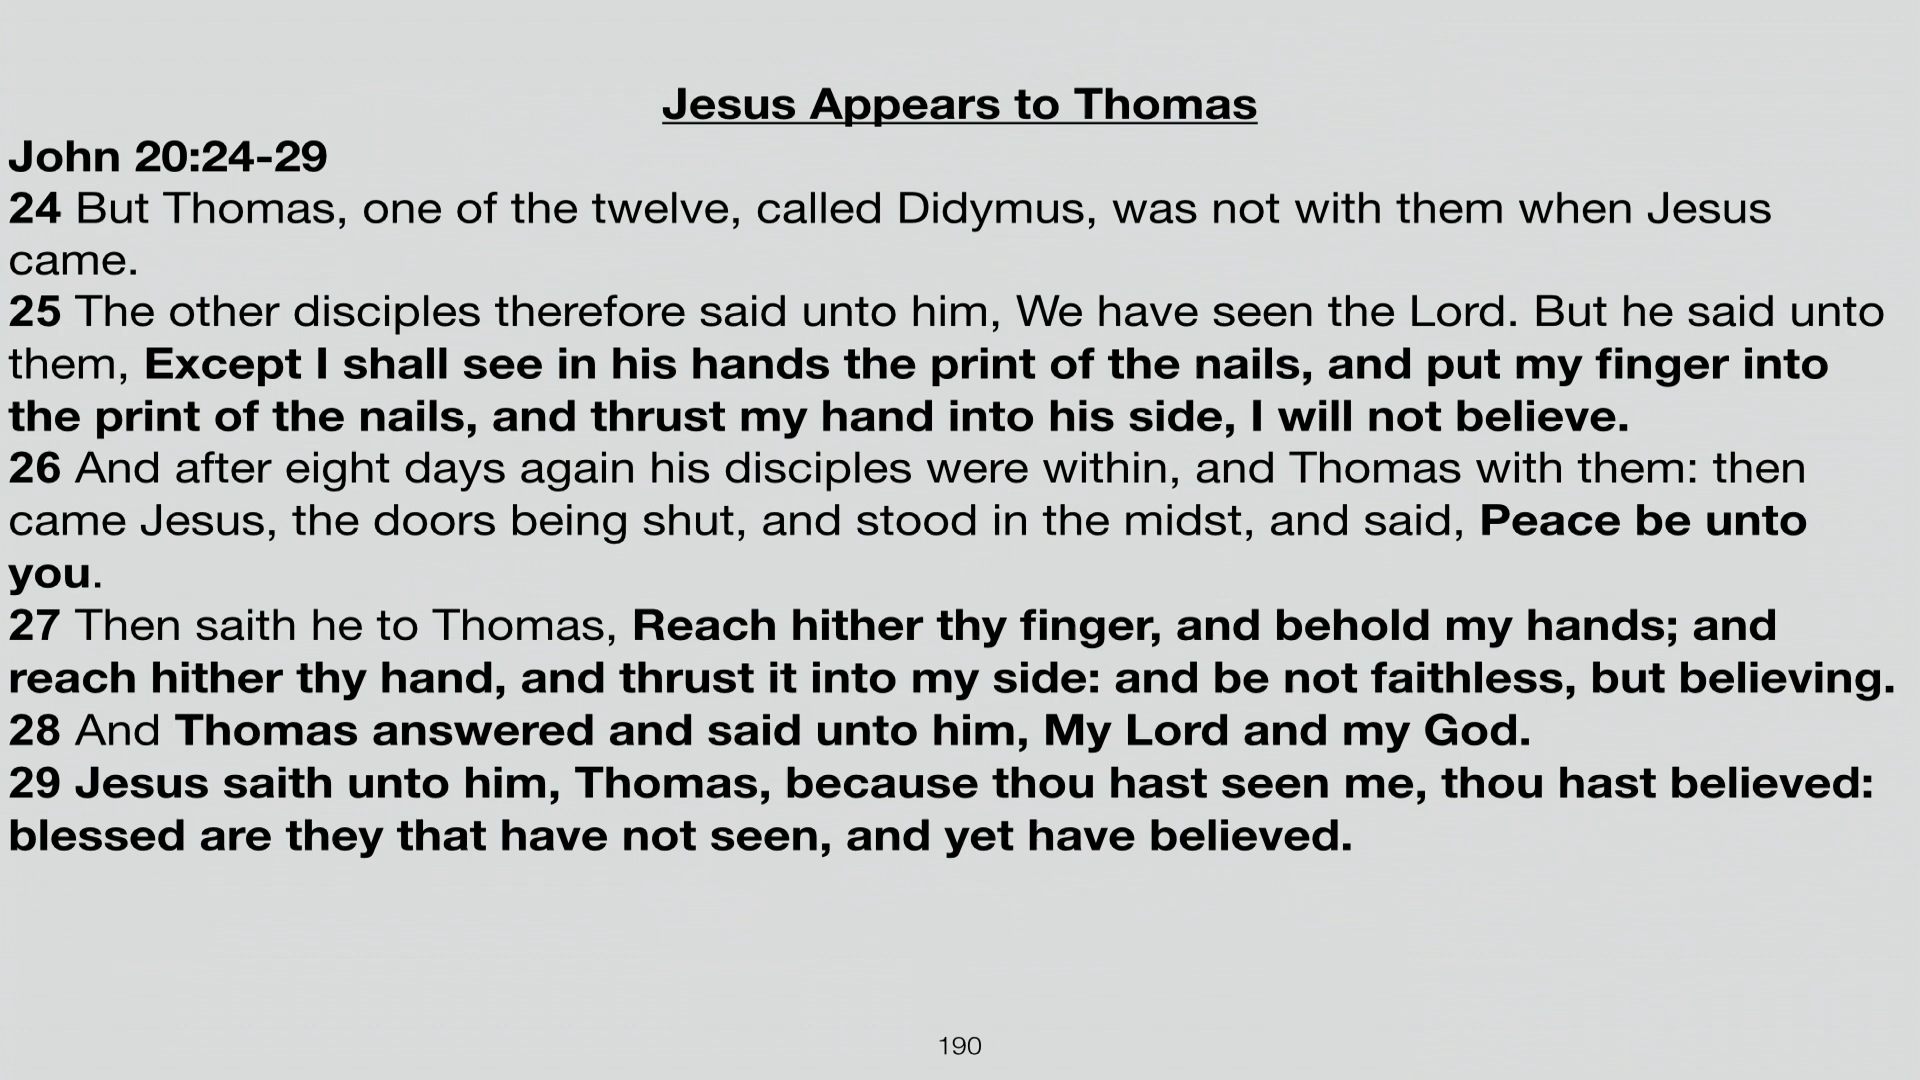 Jesus Appears to Thomas
John 20:24-29
24 But Thomas, one of the twelve, called Didymus, was not with them when Jesus
came.
25 The other disciples therefore said unto him, We have seen the Lord. But he said unto
them, Except I shall see in his hands the print of the nails, and put my finger into
the print of the nails, and thrust my hand into his side, I will not believe.
26 And after eight days again his disciples were within, and Thomas with them: then
came Jesus, the doors being shut, and stood in the midst, and said, Peace be unto
you.
27 Then saith he to Thomas, Reach hither thy finger, and behold my hands; and
reach hither thy hand, and thrust it into my side: and be not faithless, but believing.
28 And Thomas answered and said unto him, My Lord and my God.
29 Jesus saith unto him, Thomas, because thou hast seen me, thou hast believed:
blessed are they that have not seen, and yet have believed.
190